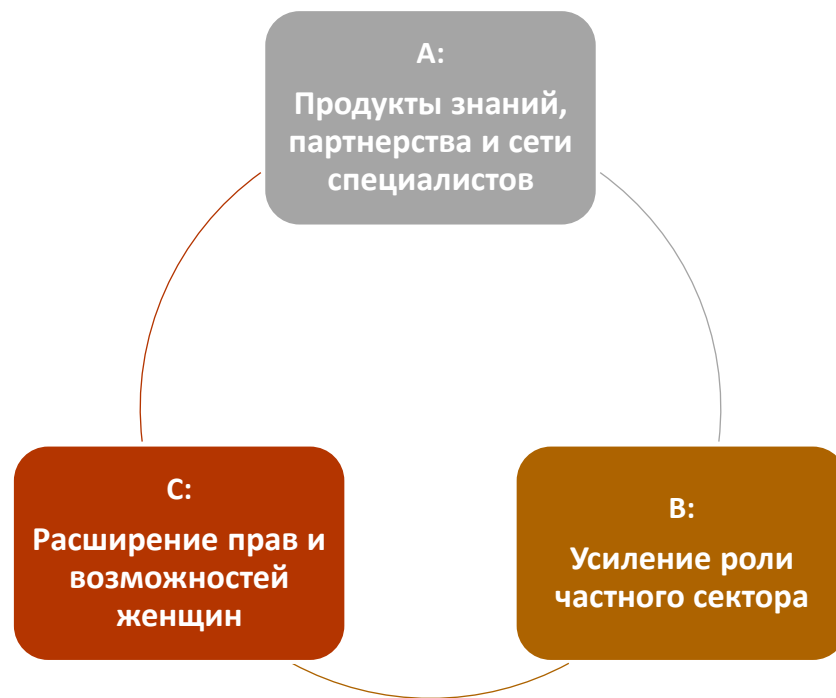 A:
Продукты знаний,
партнерства и сети
специалистов
C:
Расширение прав и
возможностей
женщин
B:
Усиление роли
частного сектора